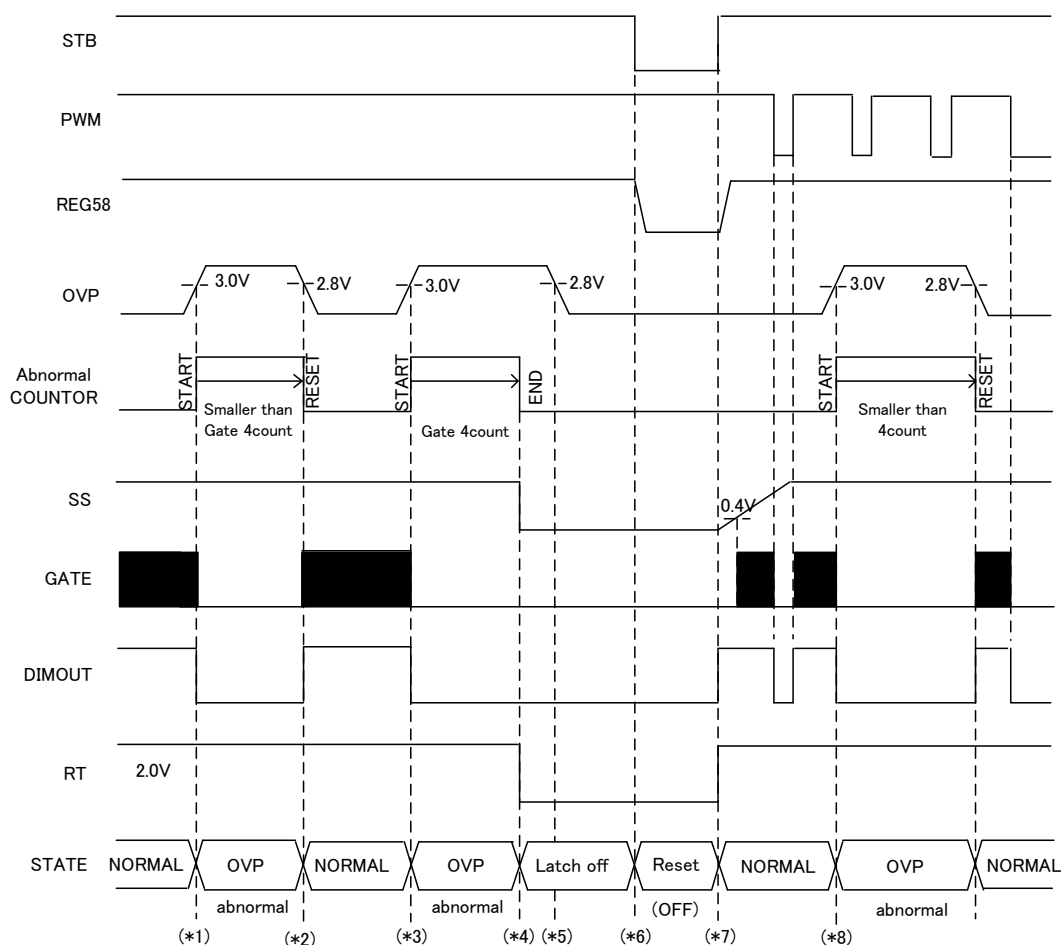 STB
PWM
REG58
OVP
3.0V
2.8V
3.0V
2.8V
3.0V
2.8V
Abnormal
COUNTOR
START
RESET
START
END
START
RESET
Smaller than
Gate 4count
Gate 4count
Smaller than
4count
SS
0.4V
GATE
DIMOUT
RT
2.0V
STATE
NORMAL
OVP
NORMAL
OVP
Latch off
Reset
NORMAL
OVP
NORMAL
abnormal
abnormal
(OFF)
abnormal
(*1)
(*2)
(*3)
(*4)
(*5)
(*6)
(*7)
(*8)